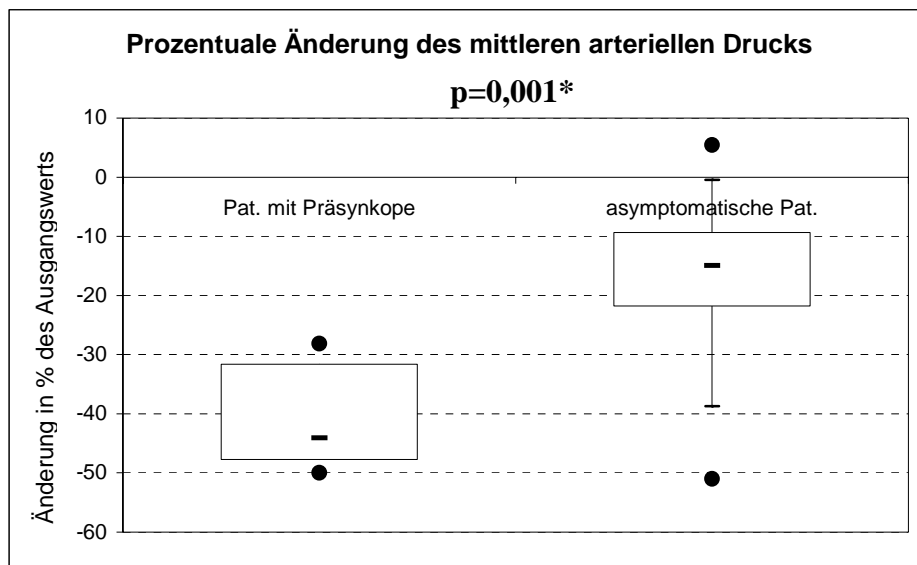 Prozentuale Änderung des mittleren arteriellen Drucks
p=0,001*
Änderung in % des Ausgangswerts
10
0
-10
-20
-30
-40
-50
-60
Pat. mit Präsynkope
asymptomatische Pat.